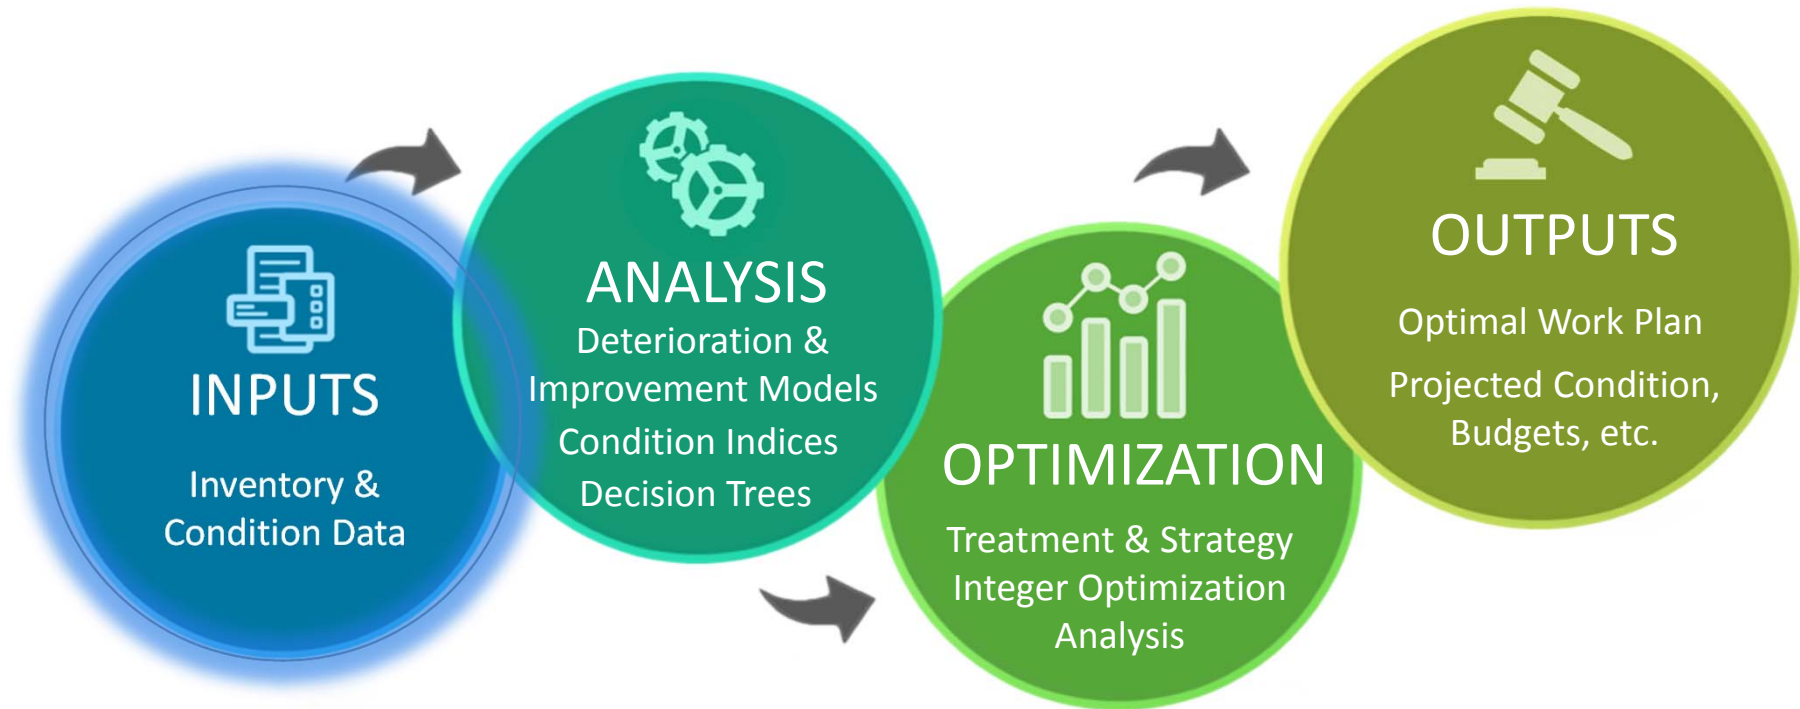 INPUTS
Inventory &
Condition Data
ANALYSIS
Deterioration &
Improvement Models
Condition Indices
Decision Trees
OPTIMIZATION
Treatment & Strategy
Integer Optimization
Analysis
OUTPUTS
Optimal Work Plan
Projected Condition,
Budgets, etc.